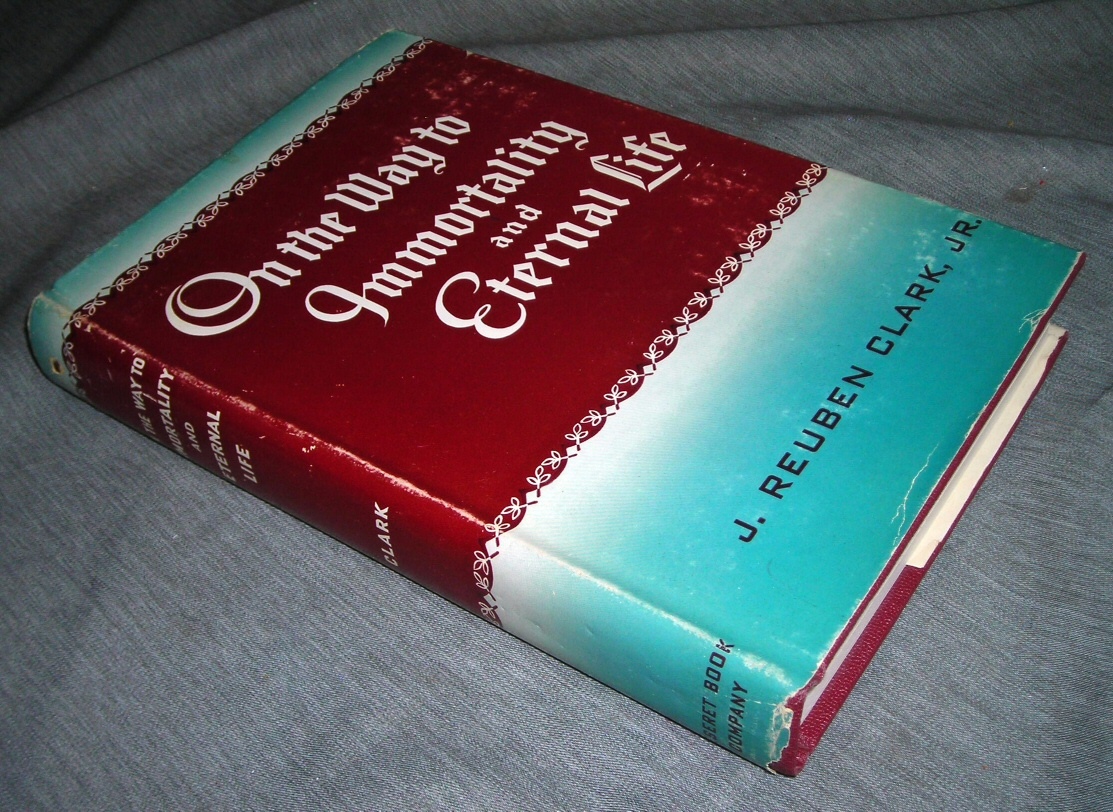 On the Way to
Immortality
and
Eternal Life
J. REUBEN CLARK, JR.
THE WAY TO
AND
ETERNAL
LIFE
CLARK
BOOK
COMPANY